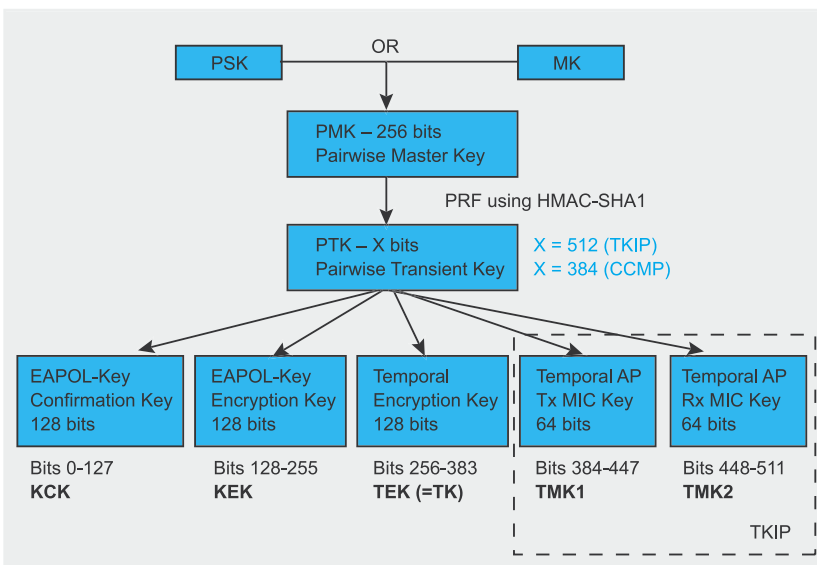 OR
PSK
MK
PMK – 256 bits
Pairwise Master Key
PRF using HMAC-SHA1
PTK – X bits
Pairwise Transient Key
X = 512 (TKIP)
X = 384 (CCMP)
EAPOL-Key
Confirmation Key
128 bits
EAPOL-Key
Encryption Key
128 bits
Temporal
Encryption Key
128 bits
Temporal AP
Tx MIC Key
64 bits
Temporal AP
Rx MIC Key
64 bits
Bits 0-127
KCK
Bits 128-255
KEK
Bits 256-383
TEK (=TK)
Bits 384-447
TMK1
Bits 448-511
TMK2
TKIP